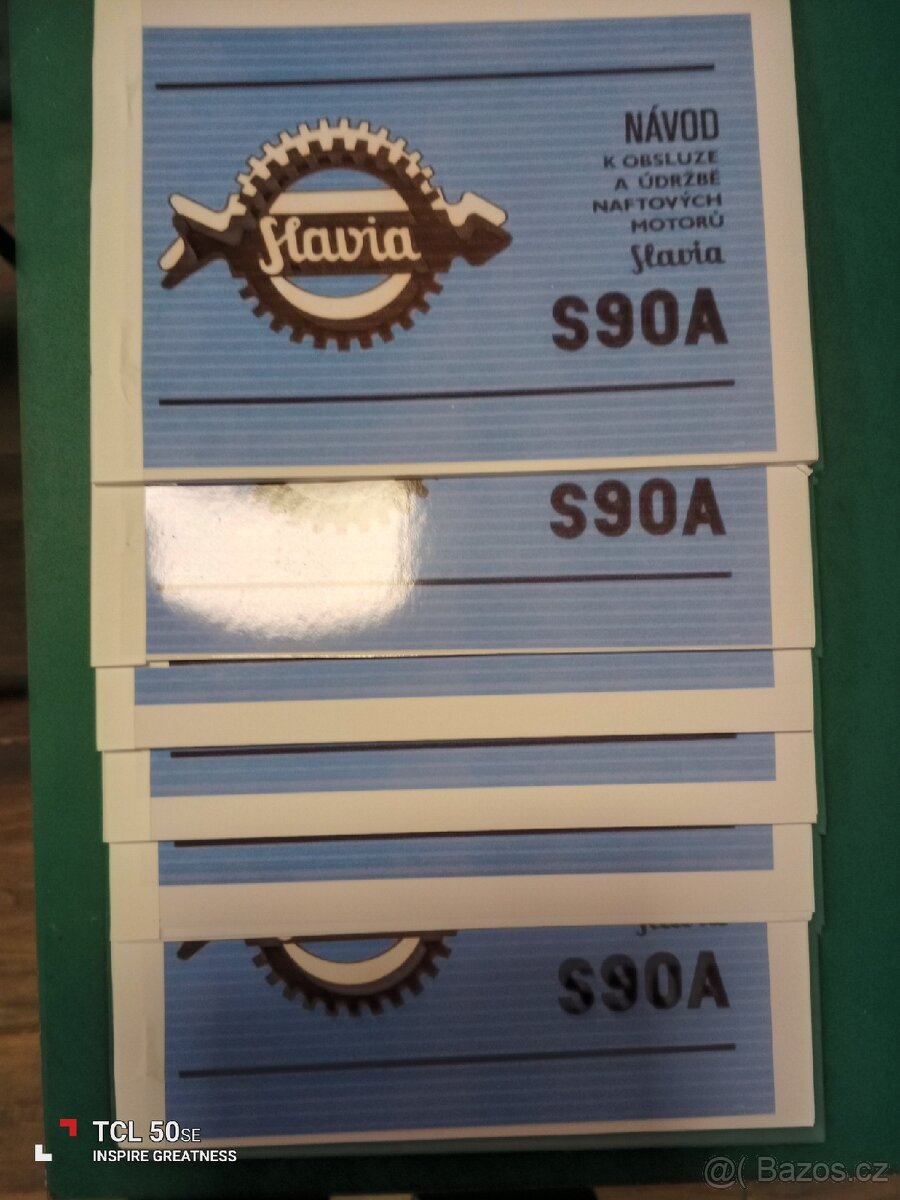 NÁVOD
K OBSLUZE
A ÚDRŽBĚ
NAFTOVÝCH
MOTORŮ
Slavia
S90A
Slavia
S90A
S90A
TCL 50SE
INSPIRE GREATNESS
@( Bazos.cz